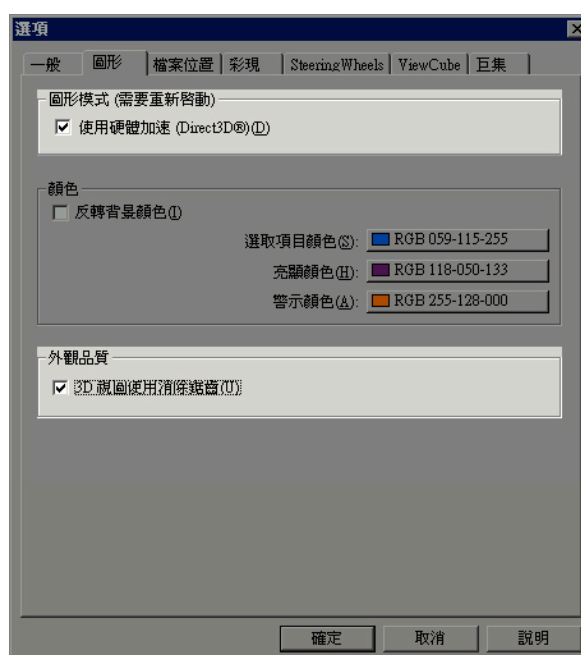 選項
一般 圖形 檔案位置 彩現 SteeringWheels ViewCube 巨集
圖形模式 (需要重新啓動)
使用硬體加速 (Direct3D®)(D)
顏色
反轉背景顏色(I)
選取項目顏色(S): RGB 059-115-255
亮顯顏色(H): RGB 118-050-133
警示顏色(A): RGB 255-128-000
外觀品質
3D 視圖使用消除鋸齒(U)
確定 取消 說明